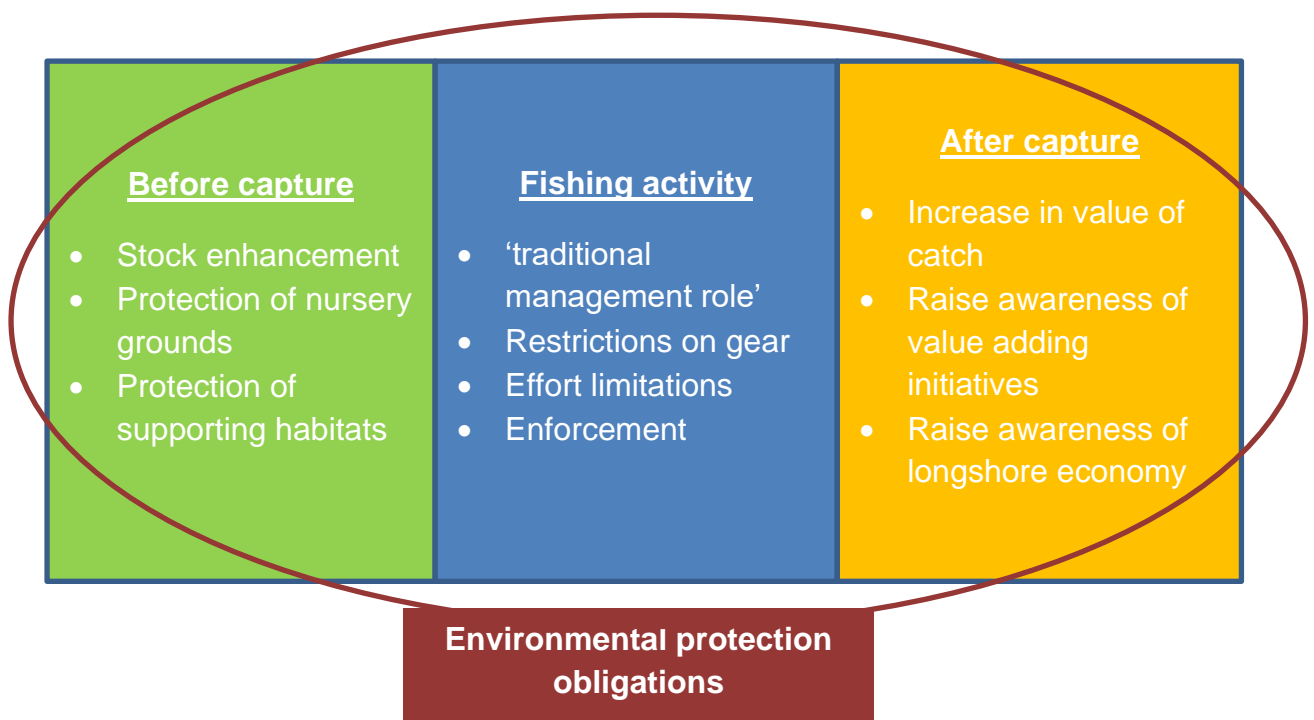 Before capture
• Stock enhancement
• Protection of nursery
grounds
• Protection of
supporting habitats
Fishing activity
• ‘traditional
management role’
• Restrictions on gear
• Effort limitations
• Enforcement
After capture
• Increase in value of
catch
• Raise awareness of
value adding
initiatives
• Raise awareness of
longshore economy
Environmental protection
obligations